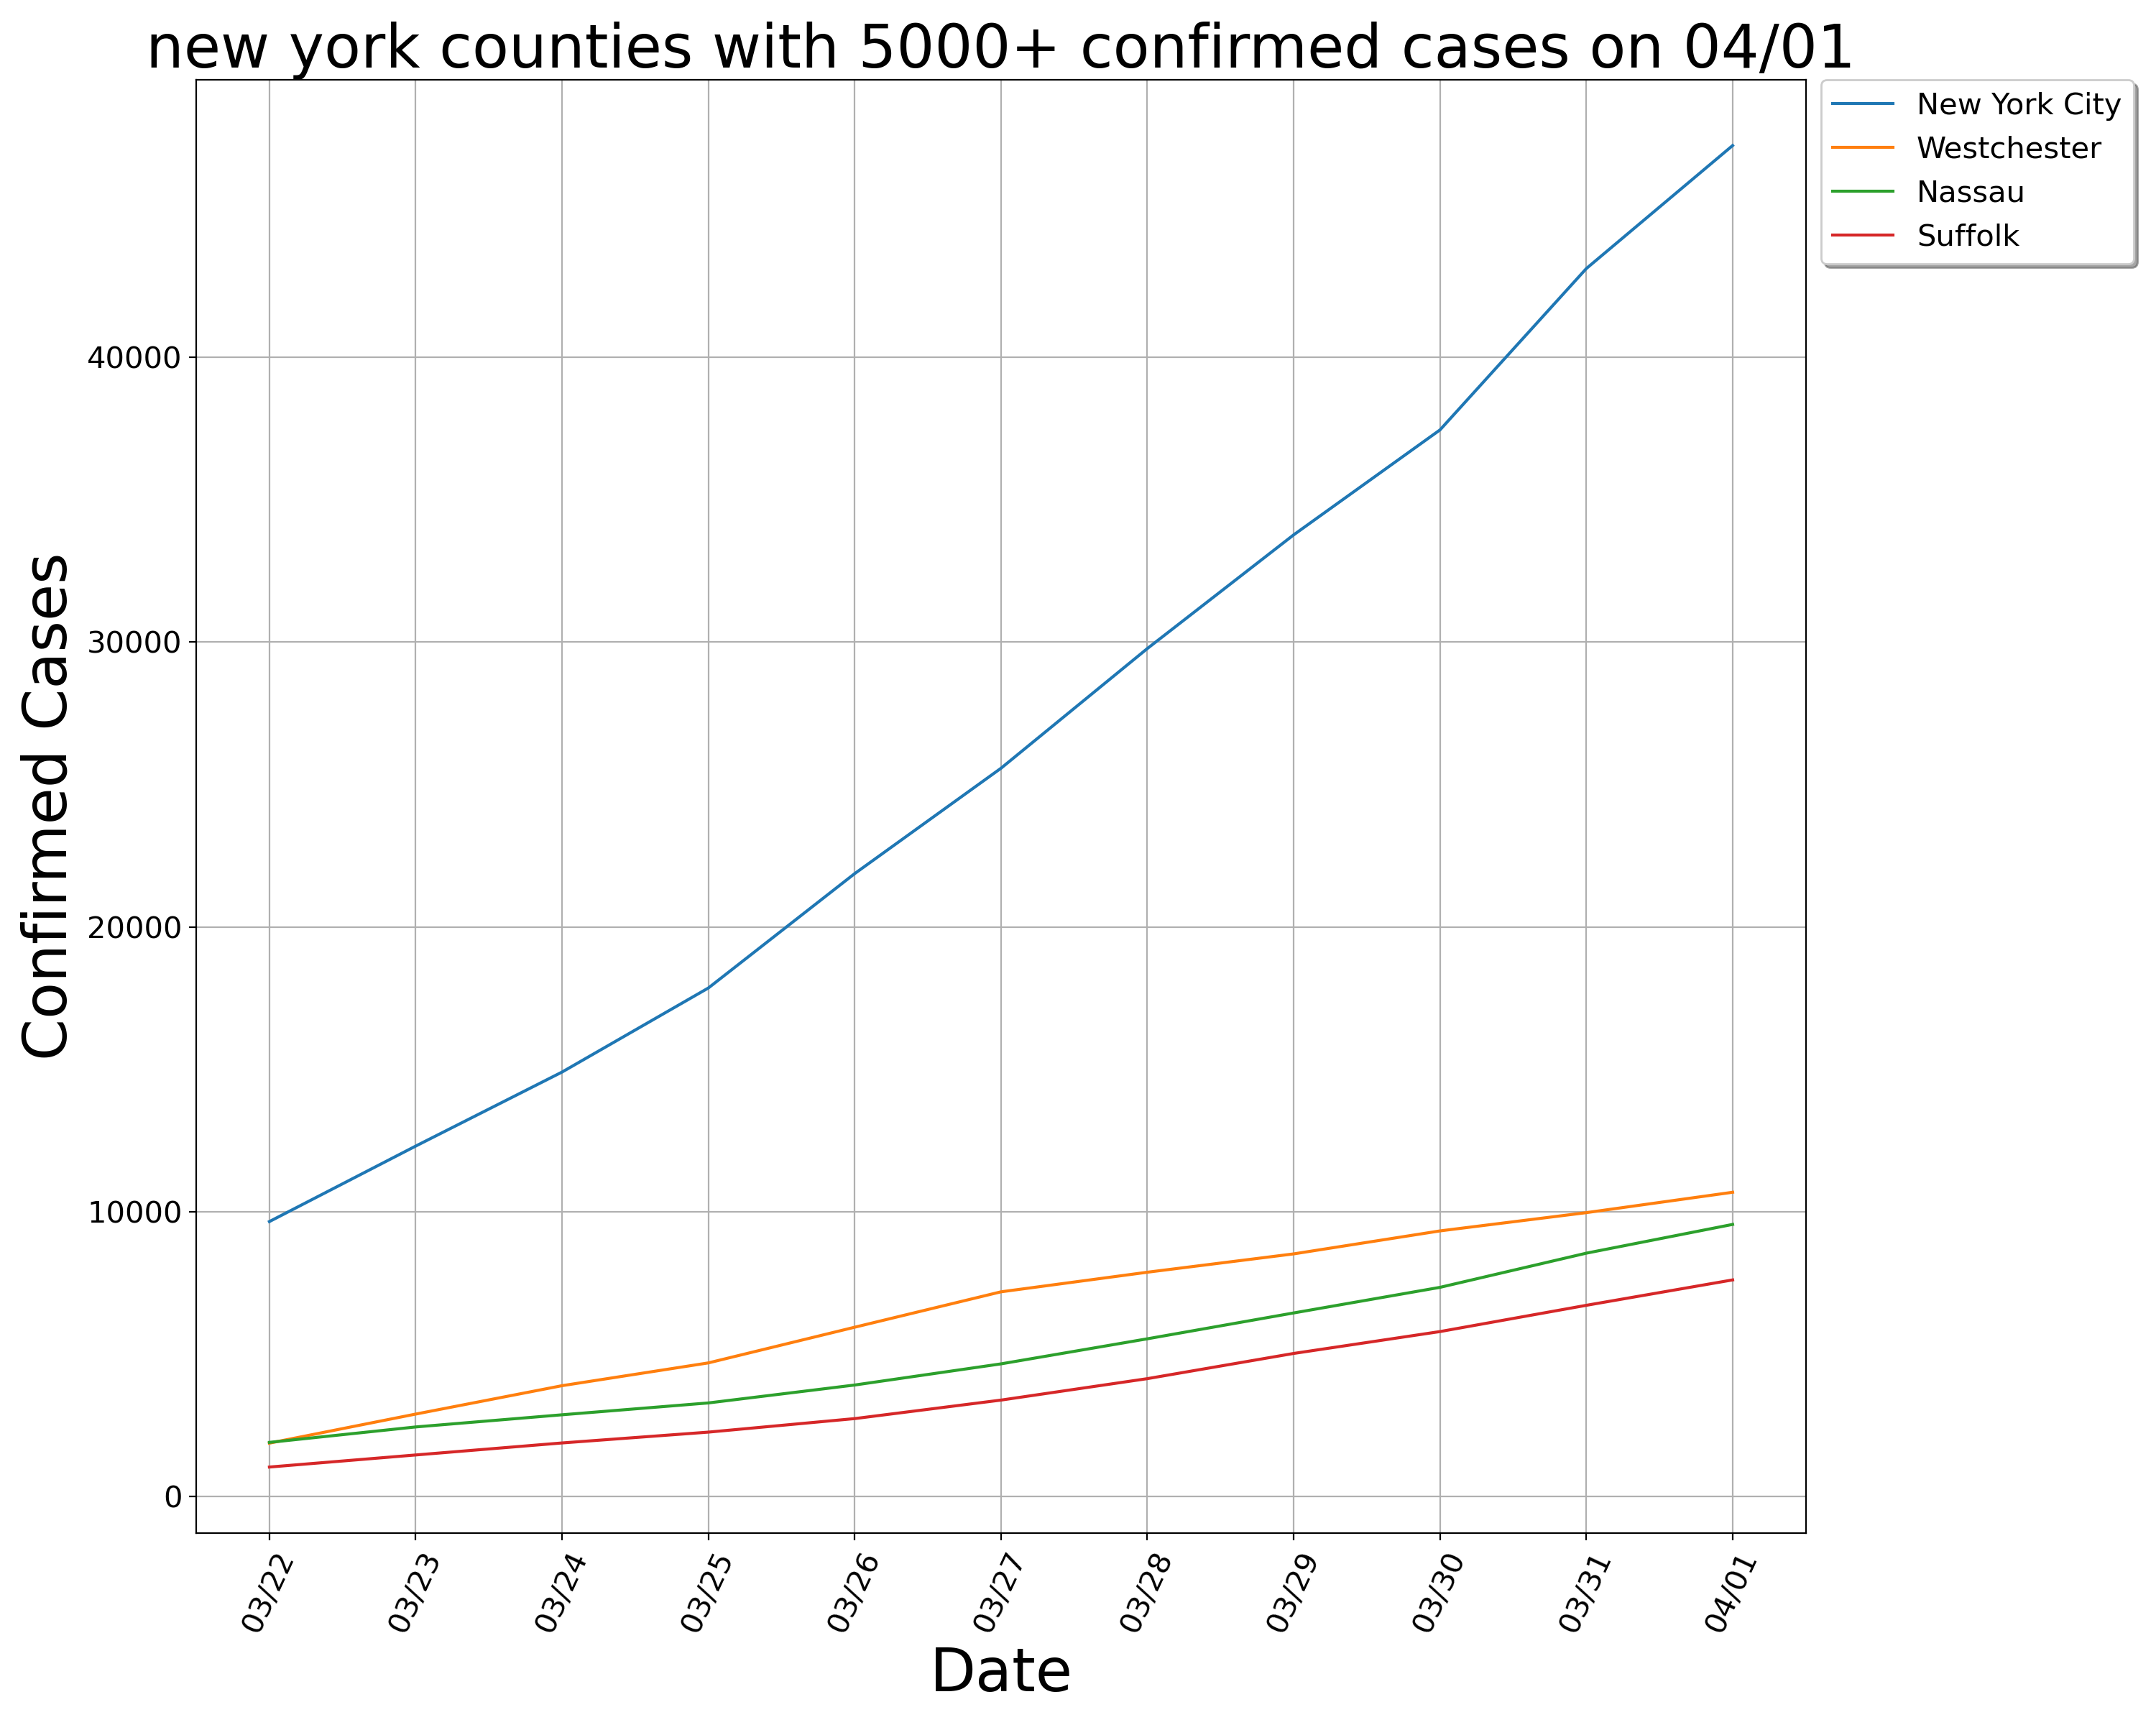 new york counties with 5000+ confirmed cases on 04/01
New York City
Westchester
Nassau
Suffolk
Confirmed Cases
40000
30000
20000
10000
0
03/22
03/23
03/24
03/25
03/26
03/27
03/28
03/29
03/30
03/31
04/01
Date